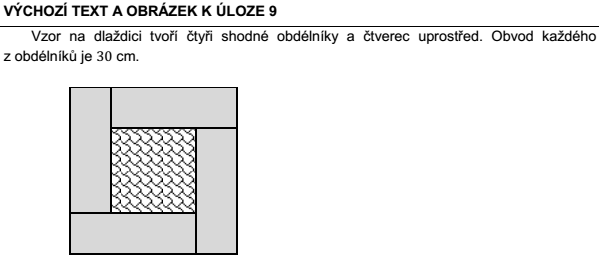 VÝCHOZÍ TEXT A OBRÁZEK K ÚLOZE 9
Vzor na dlaždici tvoří čtyři shodné obdélníky a čtverec uprostřed. Obvod každého
z obdélníků je 30 cm.